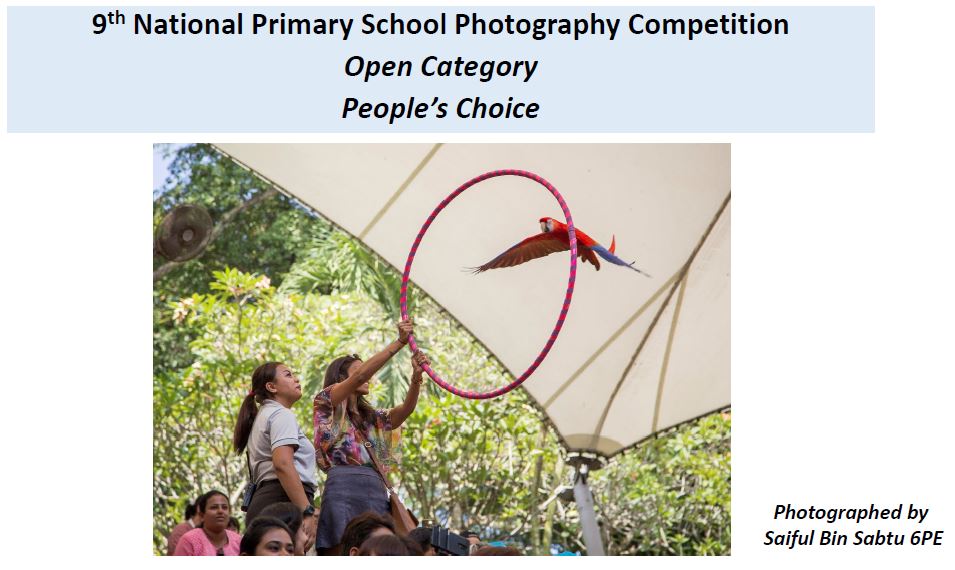 9th National Primary School Photography Competition
Open Category
People's Choice
Photographed by
Saiful Bin Sabtu 6PE